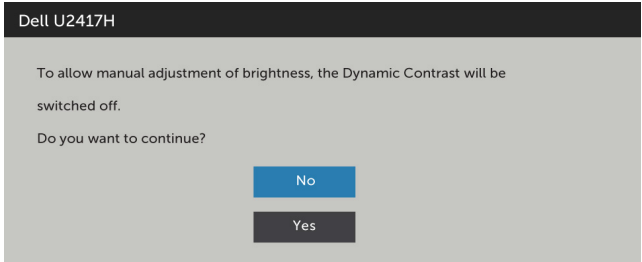 Dell U2417H
To allow manual adjustment of brightness, the Dynamic Contrast will be
switched off.
Do you want to continue?
No
Yes